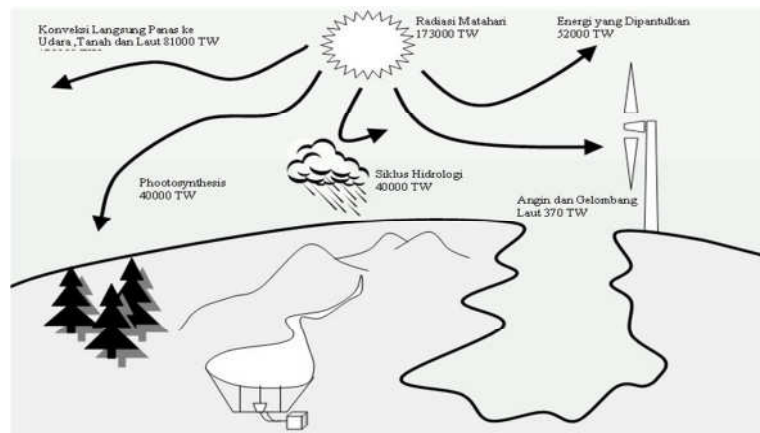 Konveksi Langsung Panas ke
Udara ,Tanah dan Laut 81000 TW
Radiasi Matahari
173000 TW
Energi yang Dipantulkan
52000 TW
Phootosynthesis
40000 TW
Siklus Hidrologi
40000 TW
Angin dan Gelombang
Laut 370 TW